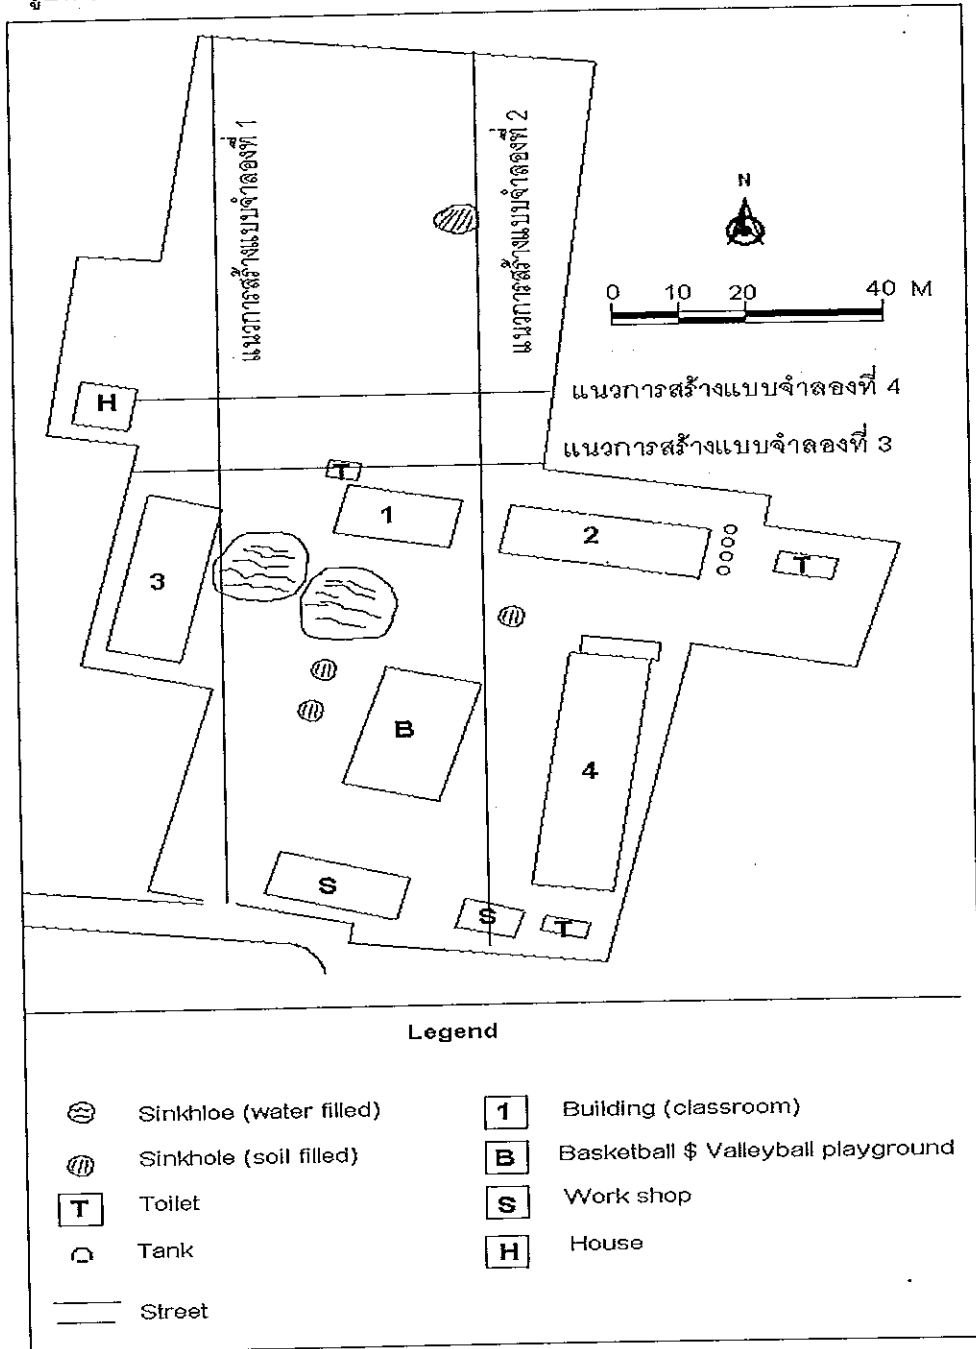 แนวการสร้างแบบจำลองที่ 1
แนวการสร้างแบบจำลองที่ 2
N
0 10 20 40 M
แนวการสร้างแบบจำลองที่ 4
H
แนวการสร้างแบบจำลองที่ 3
T
1
2
T
3
B
4
S
S
T
Legend
Sinkhloe (water filled)
1 Building (classroom)
Sinkhole (soil filled)
B Basketball $ Valleyball playground
T Toilet
S Work shop
Tank
H House
Street